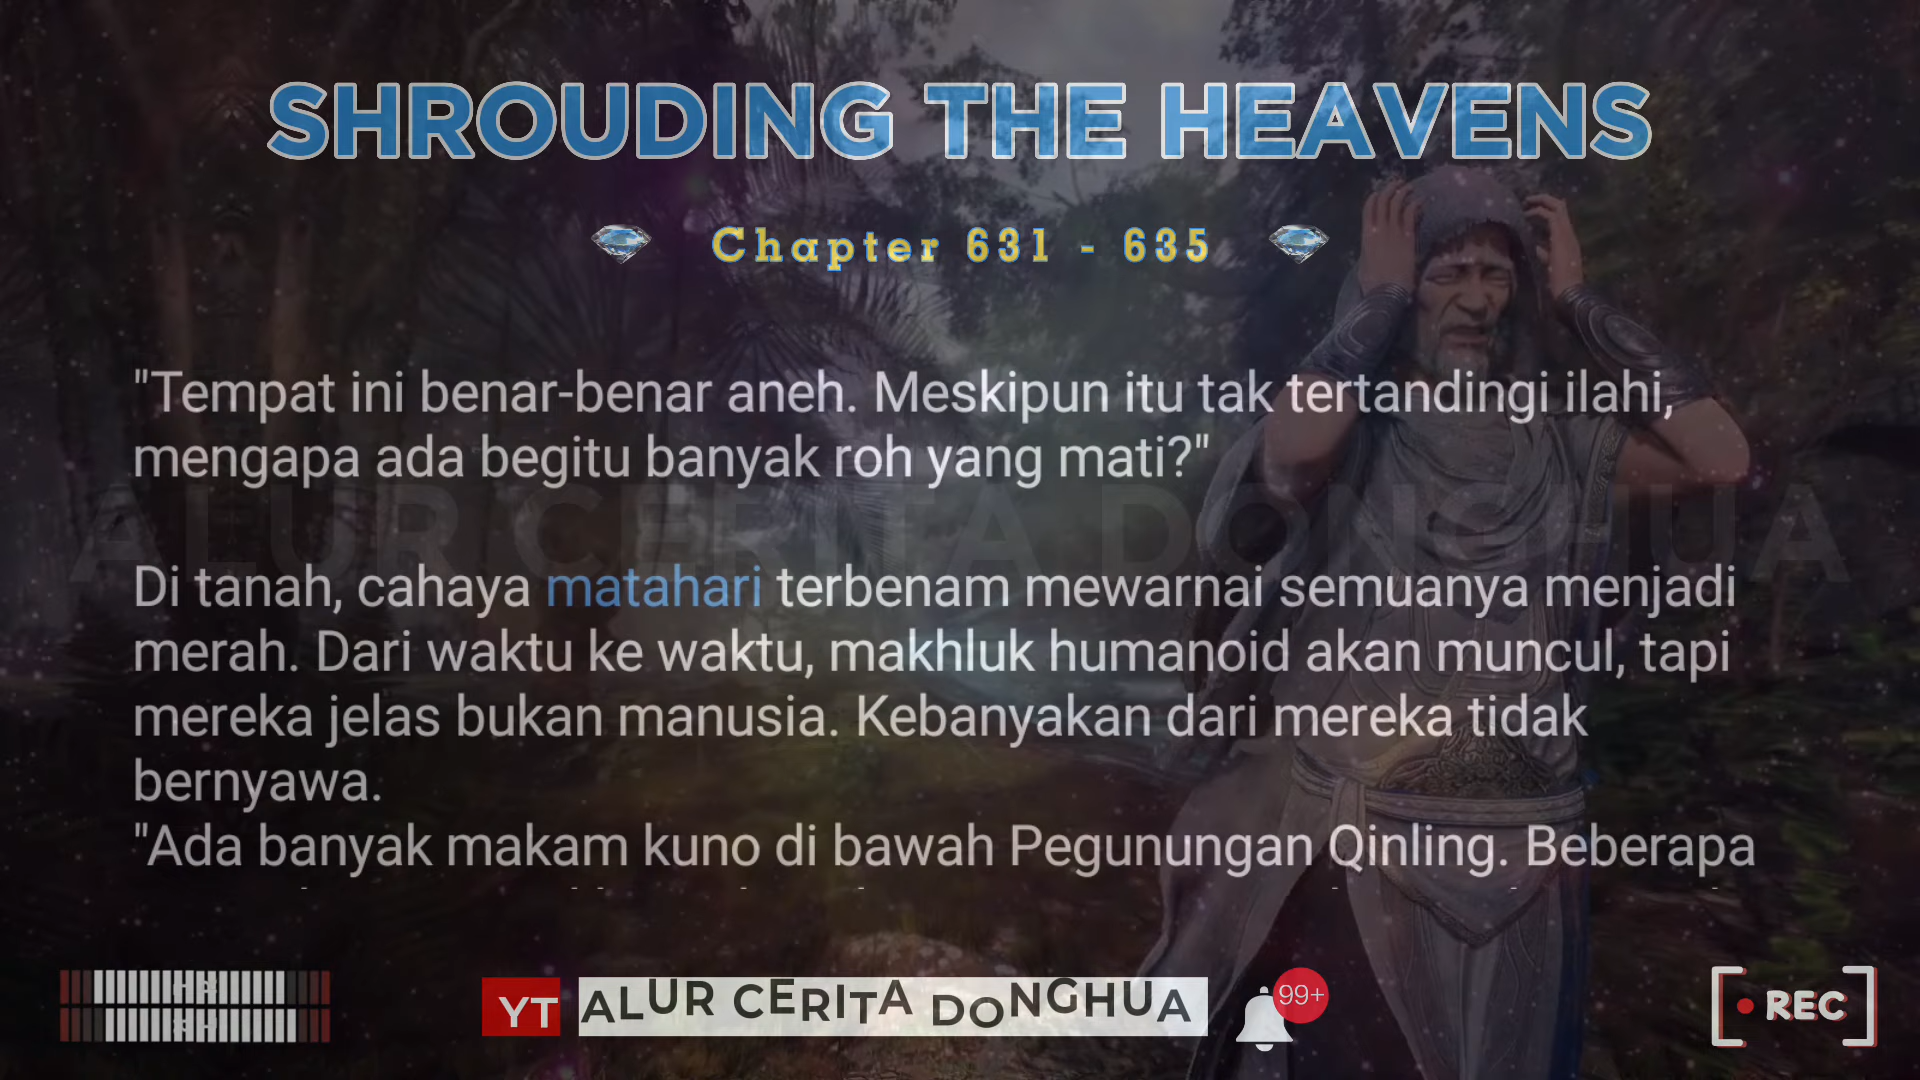 SHROUDING THE HEAVENS
Chapter 631 - 635
"Tempat ini benar-benar aneh. Meskipun itu tak tertandingi ilahi,
mengapa ada begitu banyak roh yang mati?"
ALUR CERITA DONGHUA
Di tanah, cahaya matahari terbenam mewarnai semuanya menjadi
merah. Dari waktu ke waktu, makhluk humanoid akan muncul, tapi
mereka jelas bukan manusia. Kebanyakan dari mereka tidak
bernyawa.
"Ada banyak makam kuno di bawah Pegunungan Qinling. Beberapa
YT ALUR CERITA DONGHUA
99+
REC